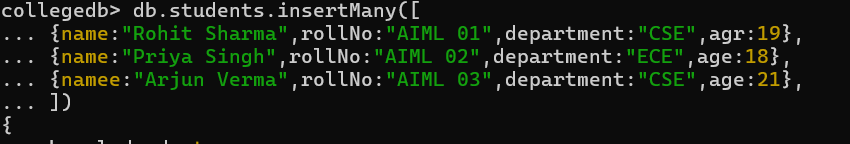 collegedb> db.students.insertMany([
... {name:"Rohit Sharma",rollNo:"AIML 01",department:"CSE",agr:19},
... {name:"Priya Singh",rollNo:"AIML 02",department:"ECE",age:18},
... {namee:"Arjun Verma",rollNo:"AIML 03",department:"CSE",age:21},
... ])
{